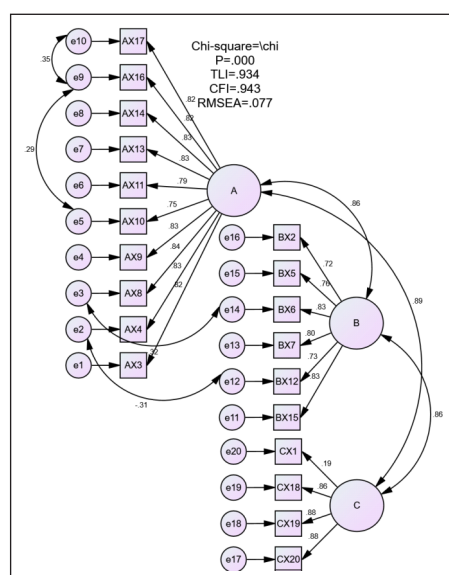 Chi-square=\chi
P=.000
TLI=.934
CFI=.943
RMSEA=.077
e10
AX17
.35
e9
AX16
.82
e8
AX14
.82
e7
AX13
.83
.83
e6
AX11
.79
A
.29
e5
AX10
.75
.86
e4
AX9
.83
.84
e16
BX2
e3
AX8
.83
.72
e15
BX5
.82
.76
.89
e14
BX6
.83
B
e2
AX4
e13
BX7
.80
e1
AX3
.73
e12
BX12
.83
-.31
e11
BX15
.86
e20
CX1
.19
e19
CX18
.86
C
e18
CX19
.88
.88
e17
CX20